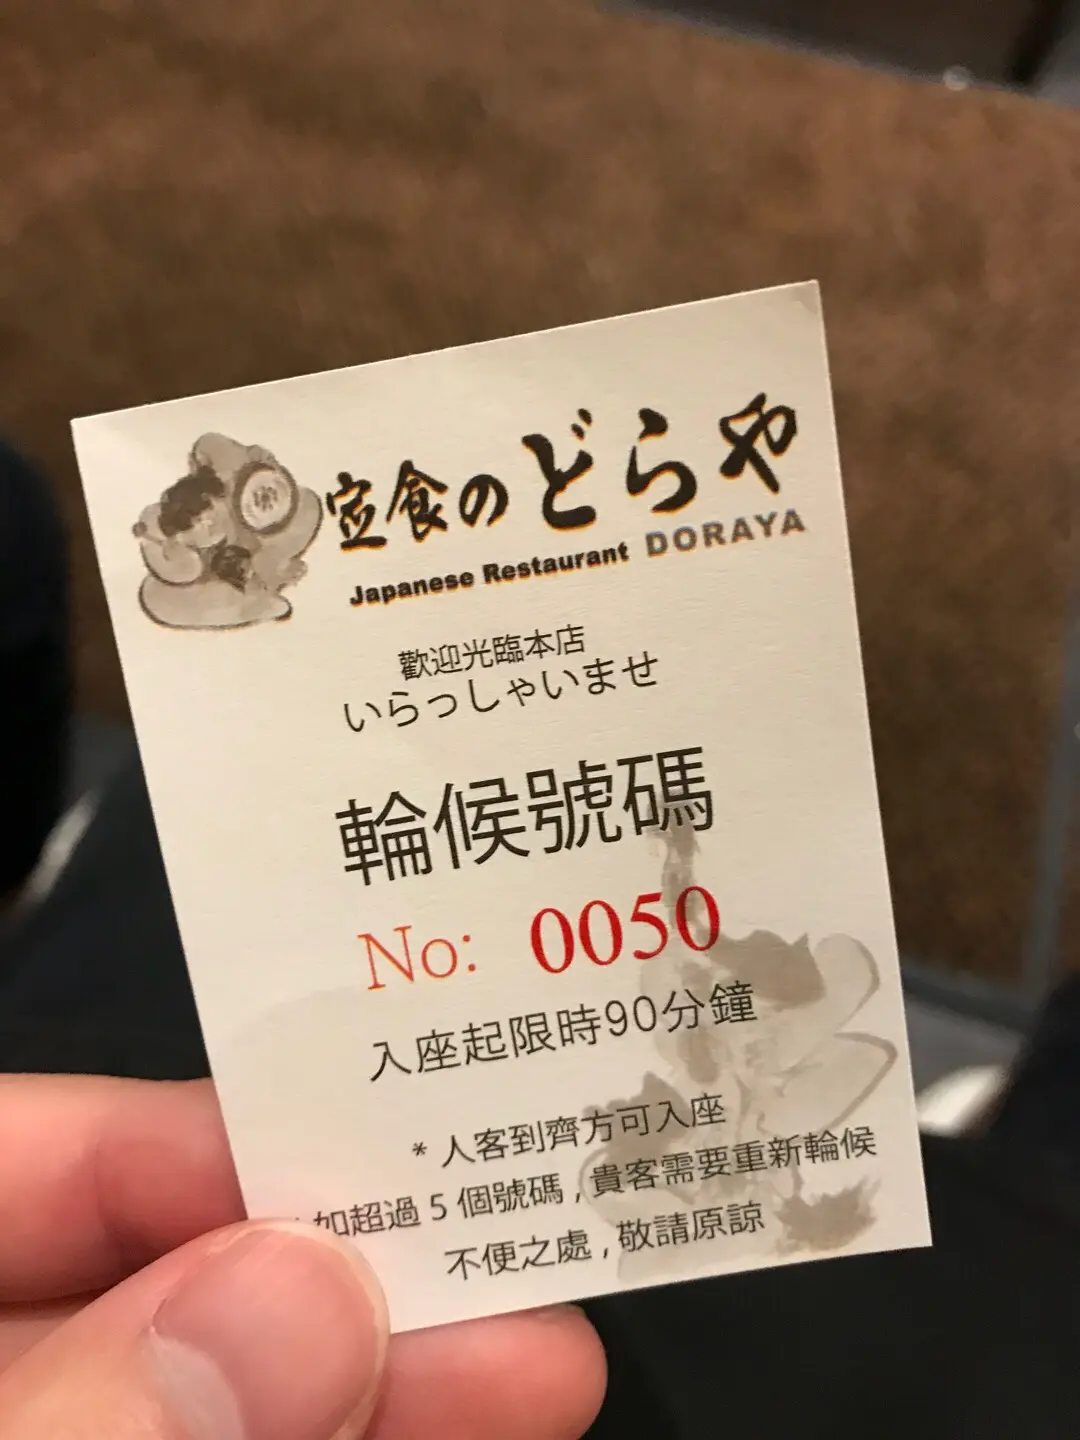 定食のどらや
Japanese Restaurant DORAYA
歡迎光臨本店
いらっしゃいませ
輪候號碼
No: 0050
入座起限時90分鐘
* 人客到齊方可入座
如超過 5 個號碼 , 貴客需要重新輪候
不便之處 , 敬請原諒